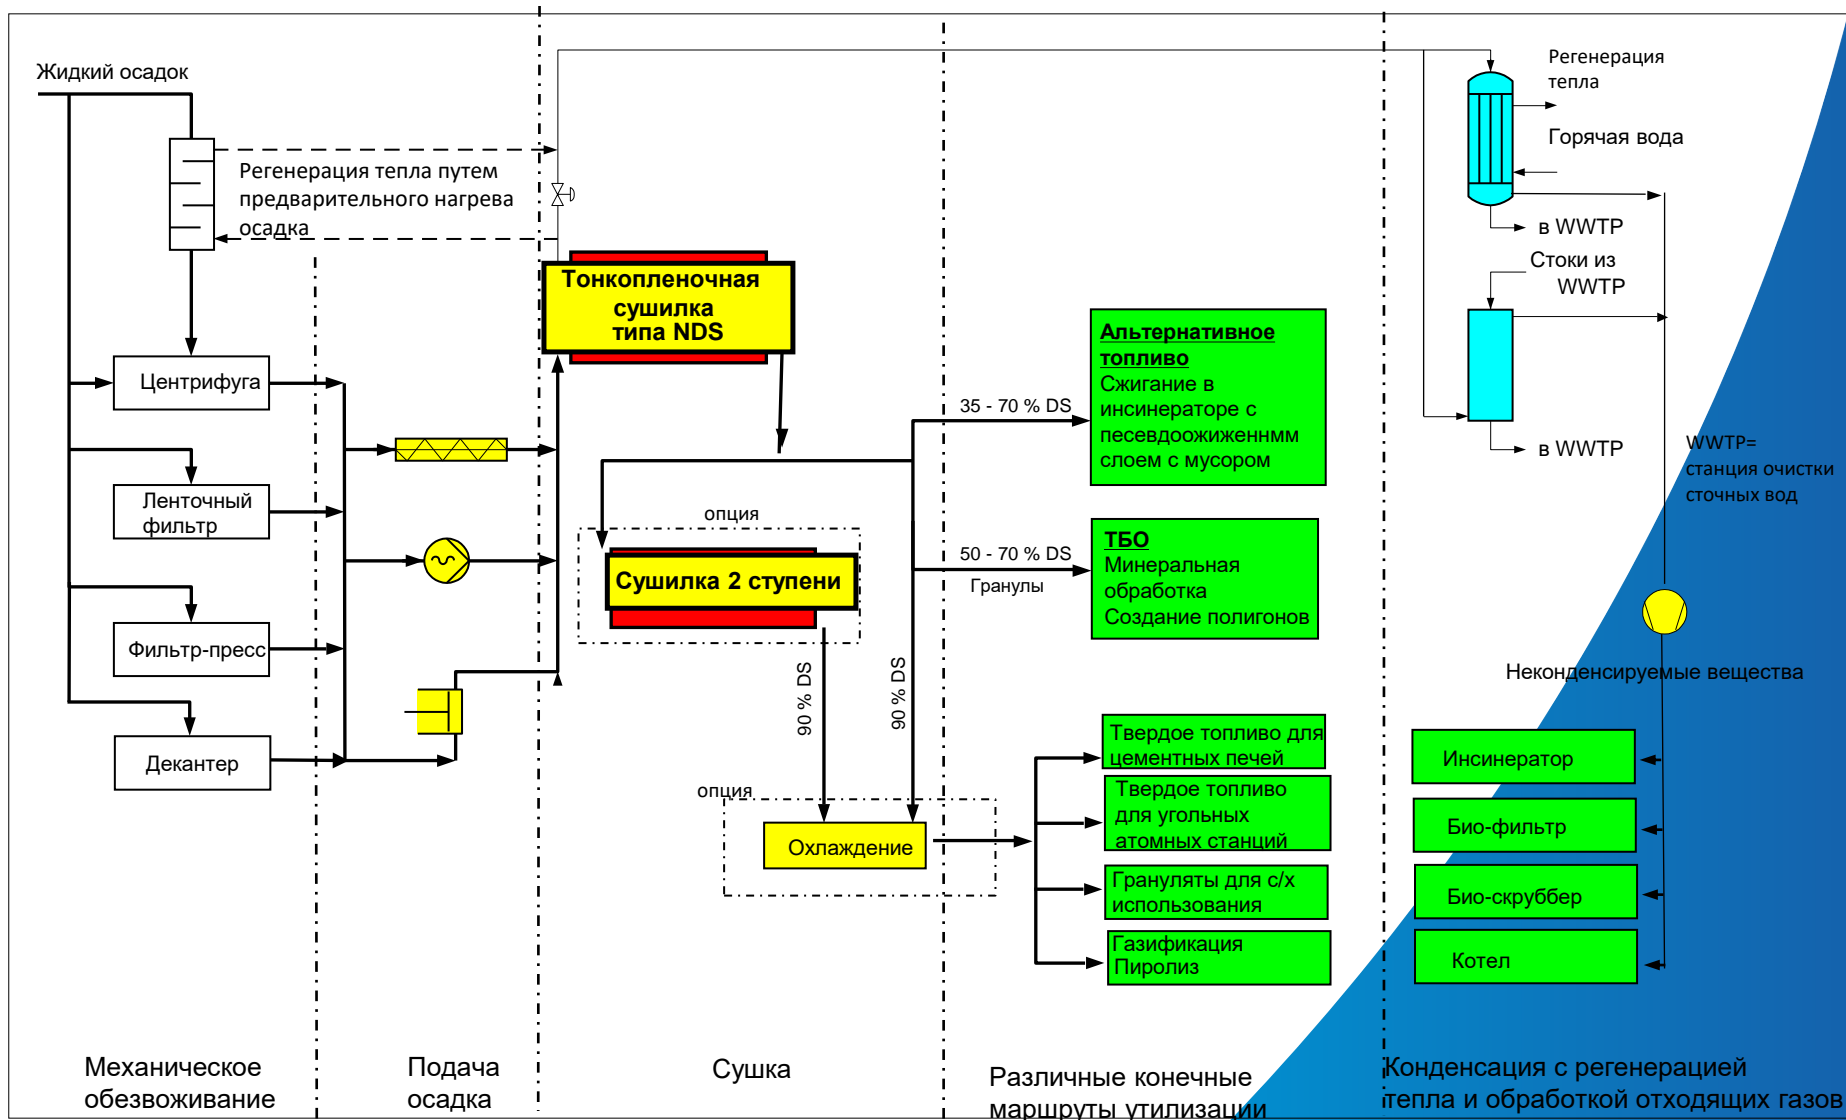 Жидкий осадок
Регенерация тепла путем
предварительного нагрева
осадка
Центрифуга
Ленточный
фильтр
Фильтр-пресс
Декантер
Тонкопленочная
сушилка
типа NDS
опция
Сушилка 2 ступени
90 % DS
90 % DS
опция
Охлаждение
35 - 70 % DS
50 - 70 % DS
Гранулы
Альтернативное
топливо
Сжигание в
инсинераторе с
песевдоожиженнмм
слоем с мусором
ТБО
Минеральная
обработка
Создание полигонов
Твердое топливо для
цементных печей
Твердое топливо
для угольных
атомных станций
Грануляты для с/х
использования
Газификация
Пиролиз
Регенерация
тепла
Горячая вода
в WWTP
Стоки из
WWTP
в WWTP
WWTP=
станция очистки
сточных вод
Неконденсируемые вещества
Инсинератор
Био-фильтр
Био-скруббер
Котел
Механическое
обезвоживание
Подача
осадка
Сушка
Различные конечные
маршруты утилизации
Конденсация с регенерацией
тепла и обработкой отходящих газов